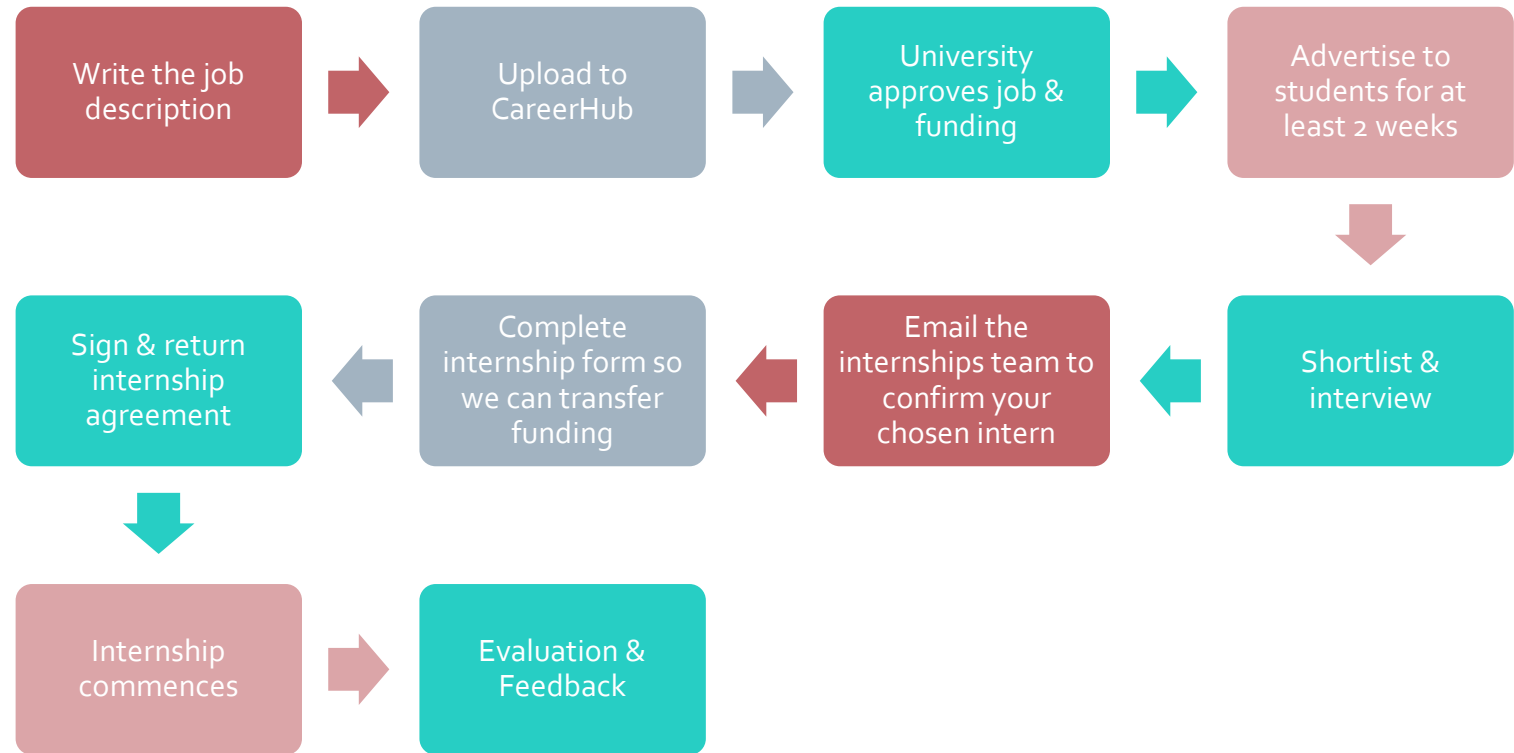 Write the job
description
Upload to
CareerHub
University
approves job &
funding
Advertise to
students for at
least 2 weeks
Shortlist &
interview
Email the
internships team to
confirm your
chosen intern
Complete
internship form so
we can transfer
funding
Sign & return
internship
agreement
Internship
commences
Evaluation &
Feedback